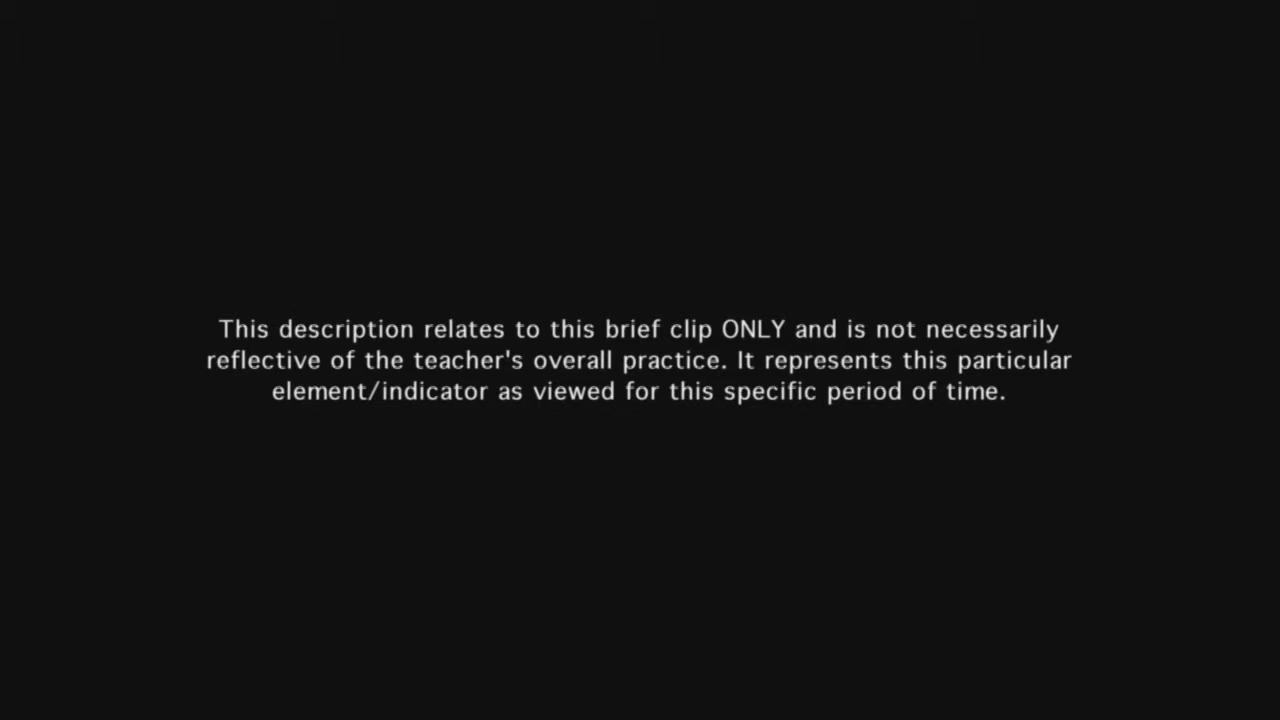 This description relates to this brief clip ONLY and is not necessarily
reflective of the teacher's overall practice. It represents this particular
element/indicator as viewed for this specific period of time.